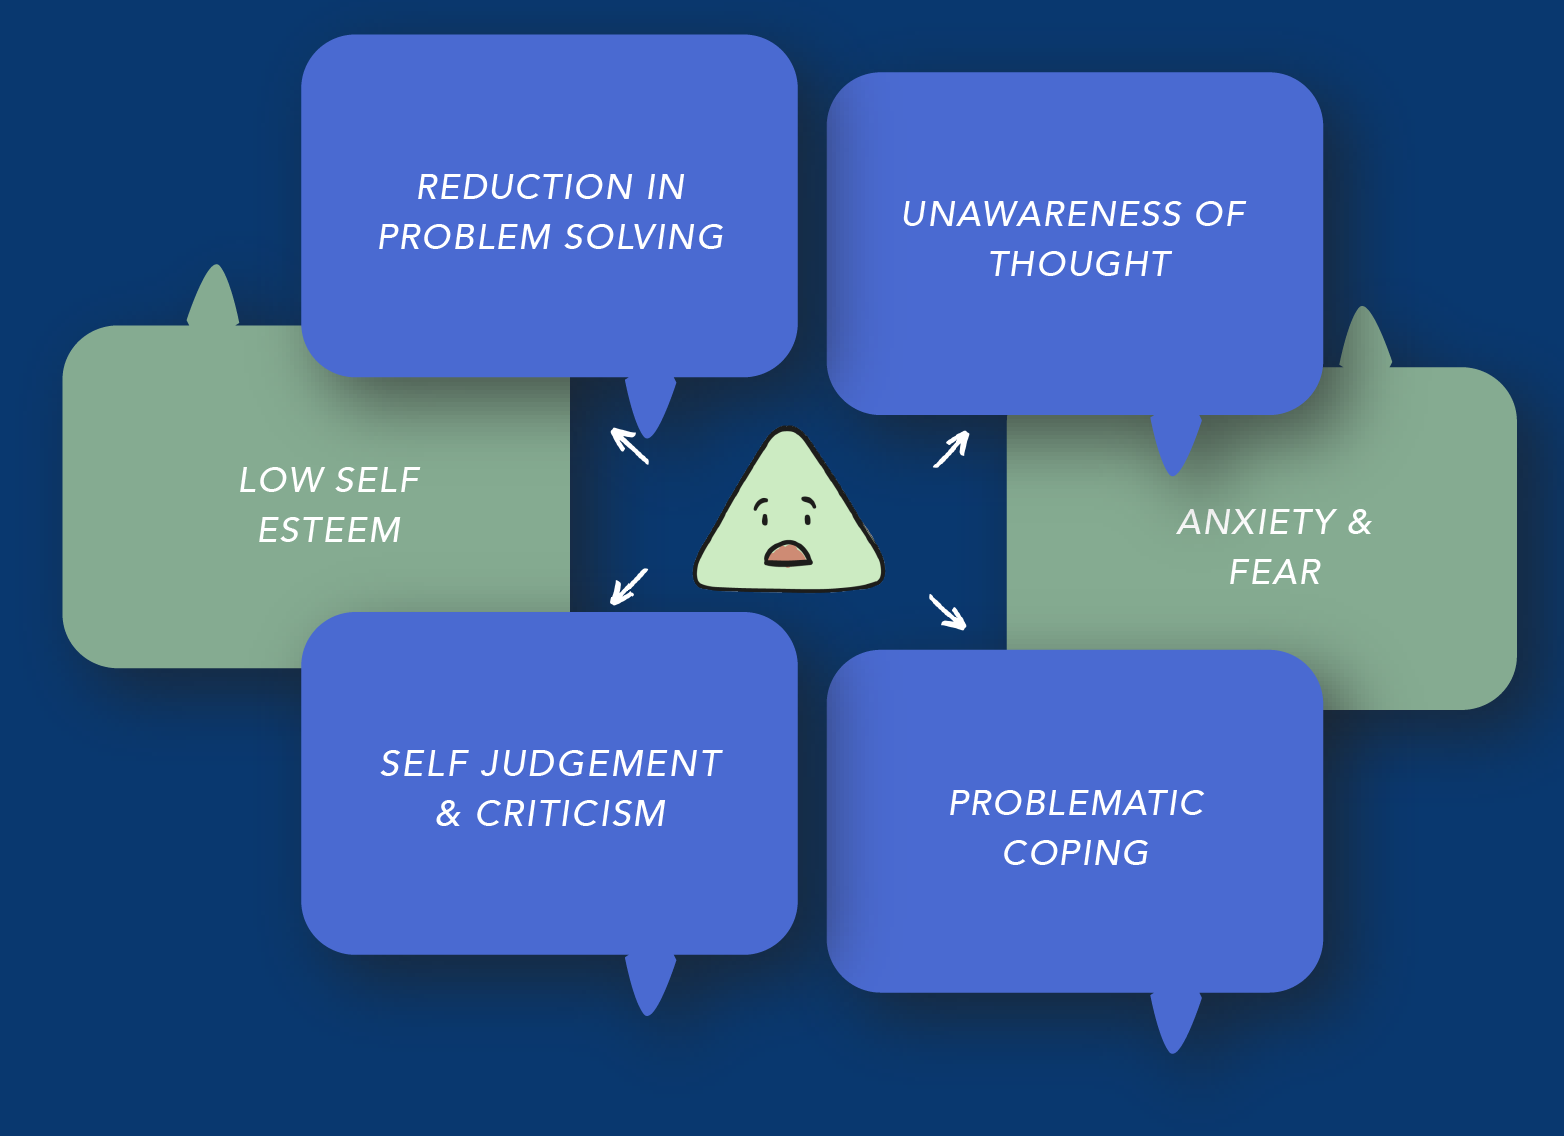 REDUCTION IN
PROBLEM SOLVING
UNAWARENESS OF
THOUGHT
LOW SELF
ESTEEM
ANXIETY &
FEAR
SELF JUDGEMENT
& CRITICISM
PROBLEMATIC
COPING